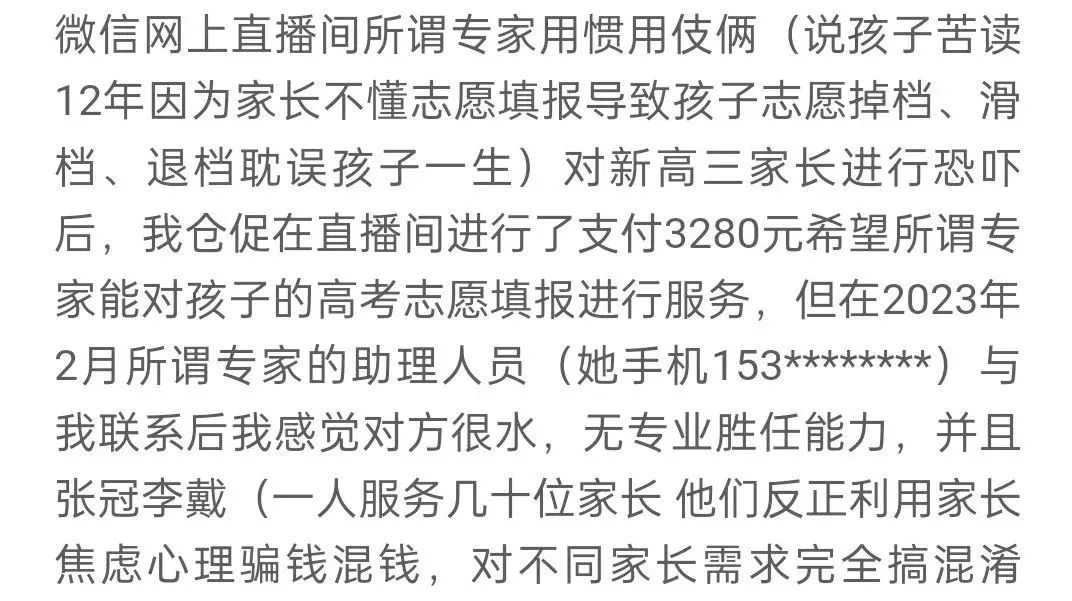 微信网上直播间所谓专家用惯用伎俩（说孩子苦读
12年因为家长不懂志愿填报导致孩子志愿掉档、滑
档、退档耽误孩子一生）对新高三家长进行恐吓
后，我仓促在直播间进行了支付3280元希望所谓专
家能对孩子的高考志愿填报进行服务，但在2023年
2月所谓专家的助理人员（她手机153********）与
我联系后我感觉对方很水，无专业胜任能力，并且
张冠李戴（一人服务几十位家长 他们反正利用家长
焦虑心理骗钱混钱，对不同家长需求完全搞混淆